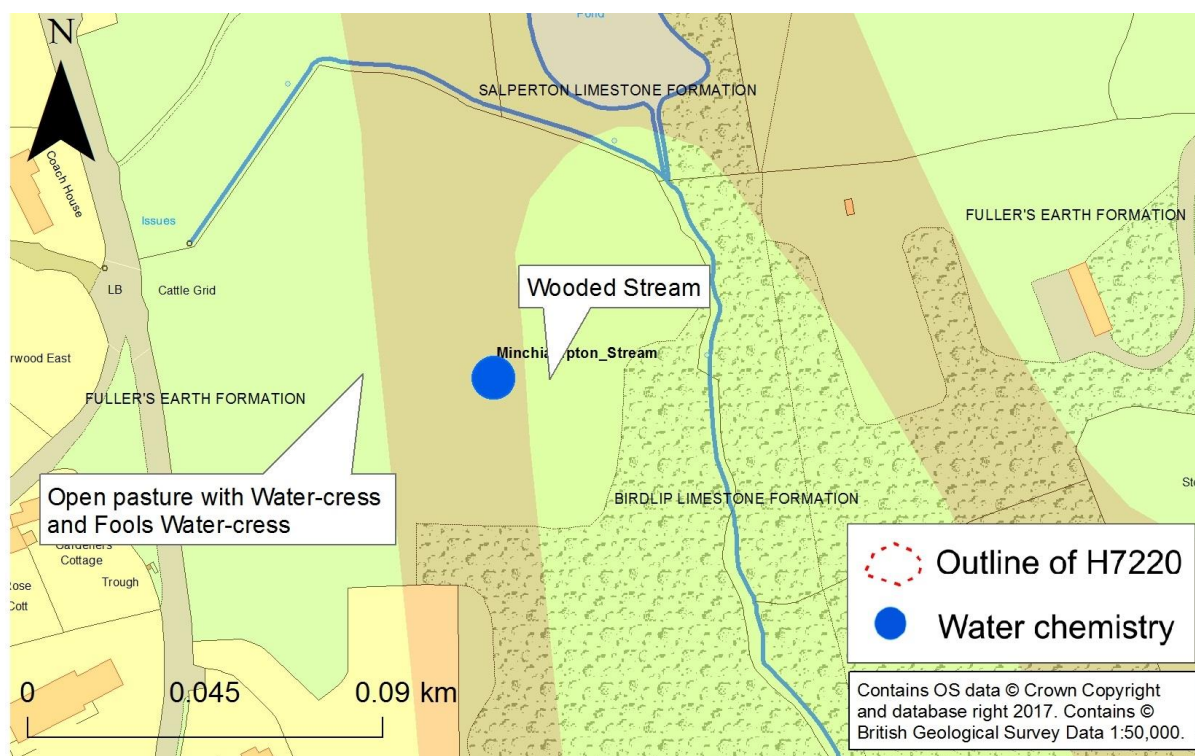 N
Pond
SALPERTON LIMESTONE FORMATION
Coach House
Issues
FULLER'S EARTH FORMATION
LB
Cattle Grid
Wooded Stream
pton_Stream
rwood East
FULLER'S EARTH FORMATION
Open pasture with Water-cress
and Fools Water-cress
BIRDLIP LIMESTONE FORMATION
Gardeners
Cottage
Trough
Rose
Cott
Outline of H7220
Water chemistry
0 0.045 0.09 km
Contains OS data © Crown Copyright
and database right 2017. Contains ©
British Geological Survey Data 1:50,000.